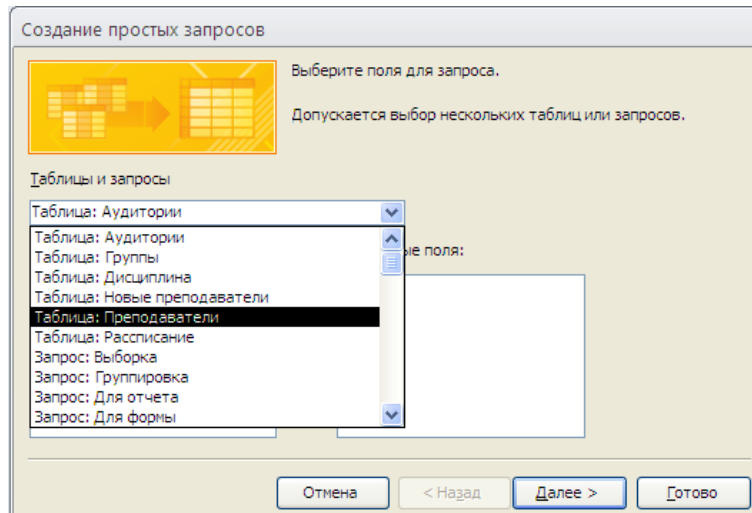 Создание простых запросов
Выберите поля для запроса.
Допускается выбор нескольких таблиц или запросов.
Таблицы и запросы
Таблица: Аудитории
Таблица: Аудитории
Таблица: Группы
Таблица: Дисциплина
Таблица: Новые преподаватели
Таблица: Преподаватели
Таблица: Рассписание
Запрос: Выборка
Запрос: Группировка
Запрос: Для отчета
Запрос: Для формы
поля:
Отмена
< Назад
Далее >
Готово